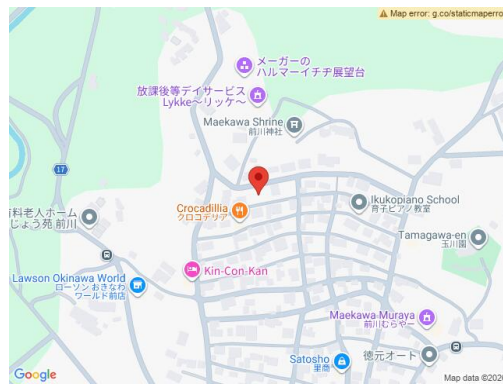 Map error: g.co/staticmaperro
メーガーの
ハルマーイチヂ展望台
放課後等デイサービス
Lykke〜リッケ〜
Maekawa Shrine
前川神社
17
Crocadillia
クロコデリア
Ikukopiano School
育子ピアノ教室
有料老人ホーム
じょう苑 前川
Tamagawa-en
玉川園
Kin-Con-Kan
Lawson Okinawa World
ローソン おきなわ
ワールド前店
Maekawa Muraya
前川むらやー
Satosho
里商
徳元オート
Google
Map data ©202